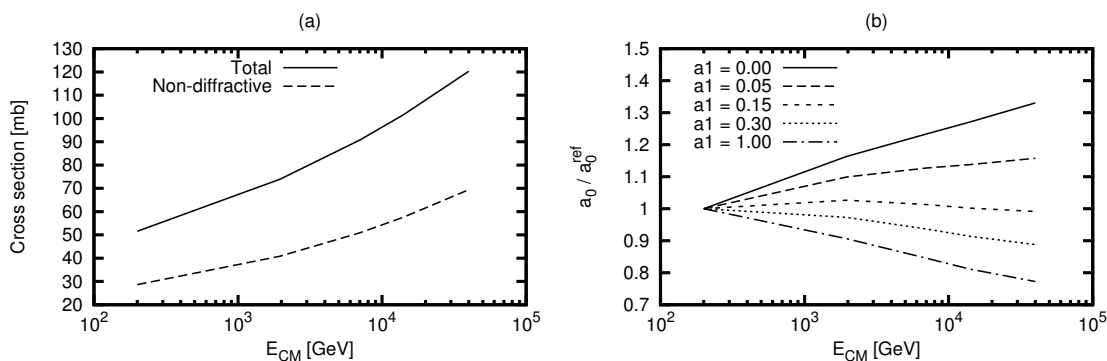 (a)
Cross section [mb]
130
120
110
100
90
80
70
60
50
40
30
20
Total
Non-diffractive
10^2
10^3
10^4
10^5
E_CM [GeV]
(b)
a_0 / a_0^ref
1.5
1.4
1.3
1.2
1.1
1
0.9
0.8
0.7
a1 = 0.00
a1 = 0.05
a1 = 0.15
a1 = 0.30
a1 = 1.00
10^2
10^3
10^4
10^5
E_CM [GeV]